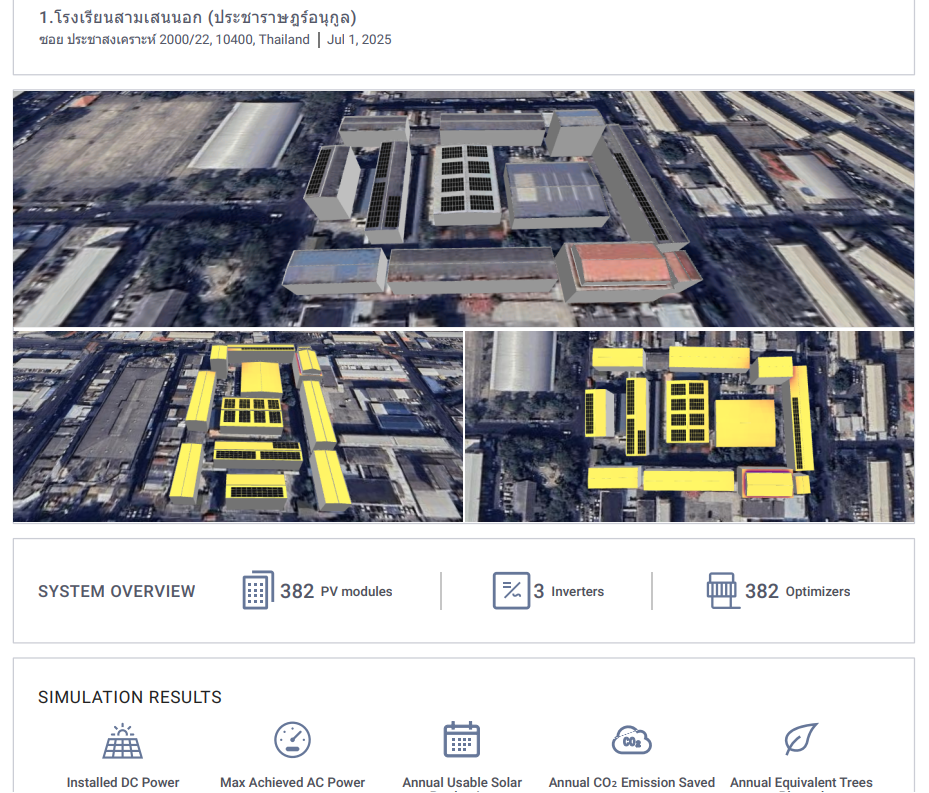 1.โรงเรียนสามเสนนอก (ประชาราษฎร์อนุกูล)
ซอย ประชาสงเคราะห์ 2000/22, 10400, Thailand | Jul 1, 2025
SYSTEM OVERVIEW
382 PV modules
3 Inverters
382 Optimizers
SIMULATION RESULTS
CO₂
Installed DC Power
Max Achieved AC Power
Annual Usable Solar
Annual CO₂ Emission Saved
Annual Equivalent Trees